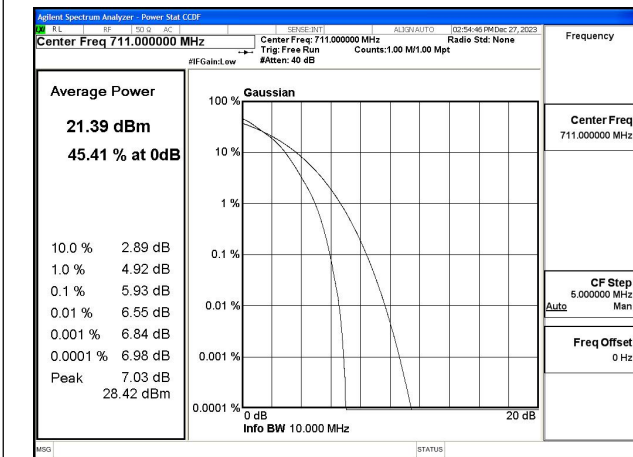 Agilent Spectrum Analyzer - Power Stat CCDF
RL RF 50 Ω AC SENSE:INT ALIGN AUTO 02:54:46 PM Dec 27, 2023
Center Freq 711.000000 MHz
Center Freq: 711.000000 MHz Radio Std: None
Trig: Free Run Counts:1.00 M/1.00 Mpt
#IFGain:Low #Atten: 40 dB
Frequency
Average Power
21.39 dBm
45.41 % at 0dB
10.0 % 2.89 dB
1.0 % 4.92 dB
0.1 % 5.93 dB
0.01 % 6.55 dB
0.001 % 6.84 dB
0.0001 % 6.98 dB
Peak 7.03 dB
28.42 dBm
Gaussian
100 %
10 %
1 %
0.1 %
0.01 %
0.001 %
0.0001 %
0 dB 20 dB
Info BW 10.000 MHz
Center Freq
711.000000 MHz
CF Step
5.000000 MHz
Auto Man
Freq Offset
0 Hz
MSG STATUS